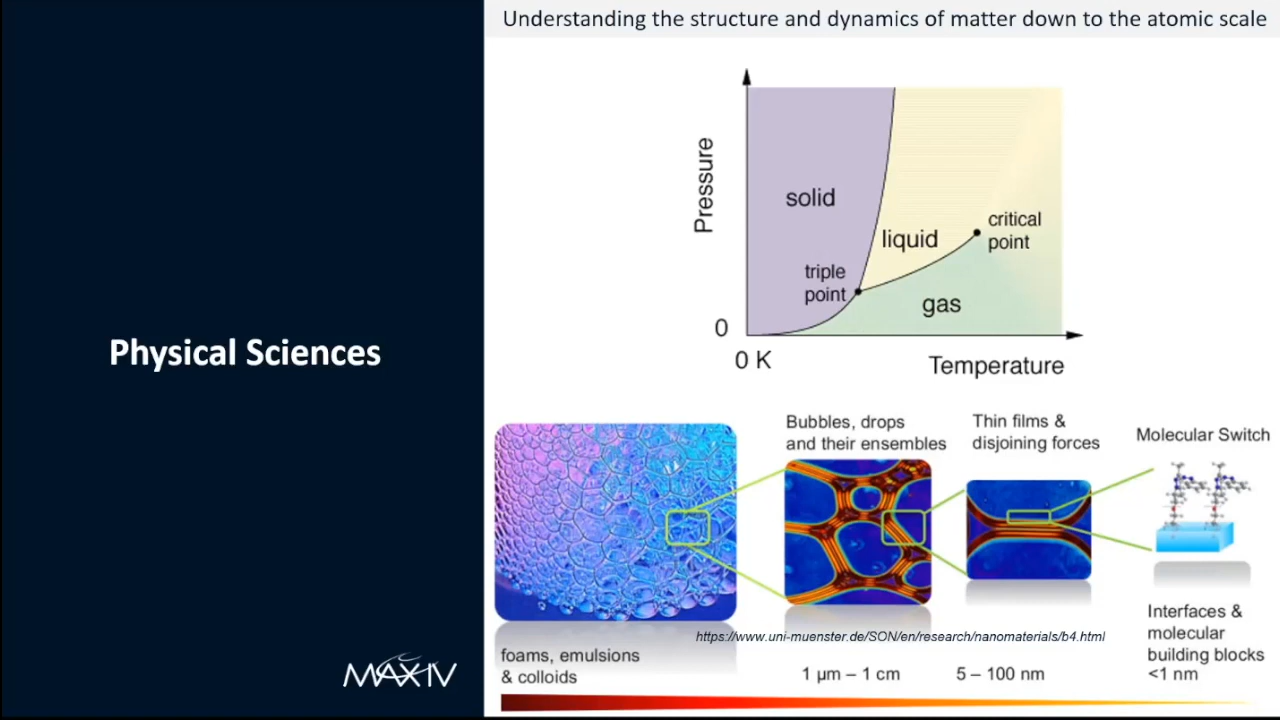 Understanding the structure and dynamics of matter down to the atomic scale
Physical Sciences
MAX IV
Pressure
solid
liquid
critical
point
triple
point
gas
0
0 K
Temperature
Bubbles, drops
and their ensembles
Thin films &
disjoining forces
Molecular Switch
https://www.uni-muenster.de/SON/en/research/nanomaterials/b4.html
foams, emulsions
& colloids
1 µm – 1 cm
5 – 100 nm
Interfaces &
molecular
building blocks
<1 nm